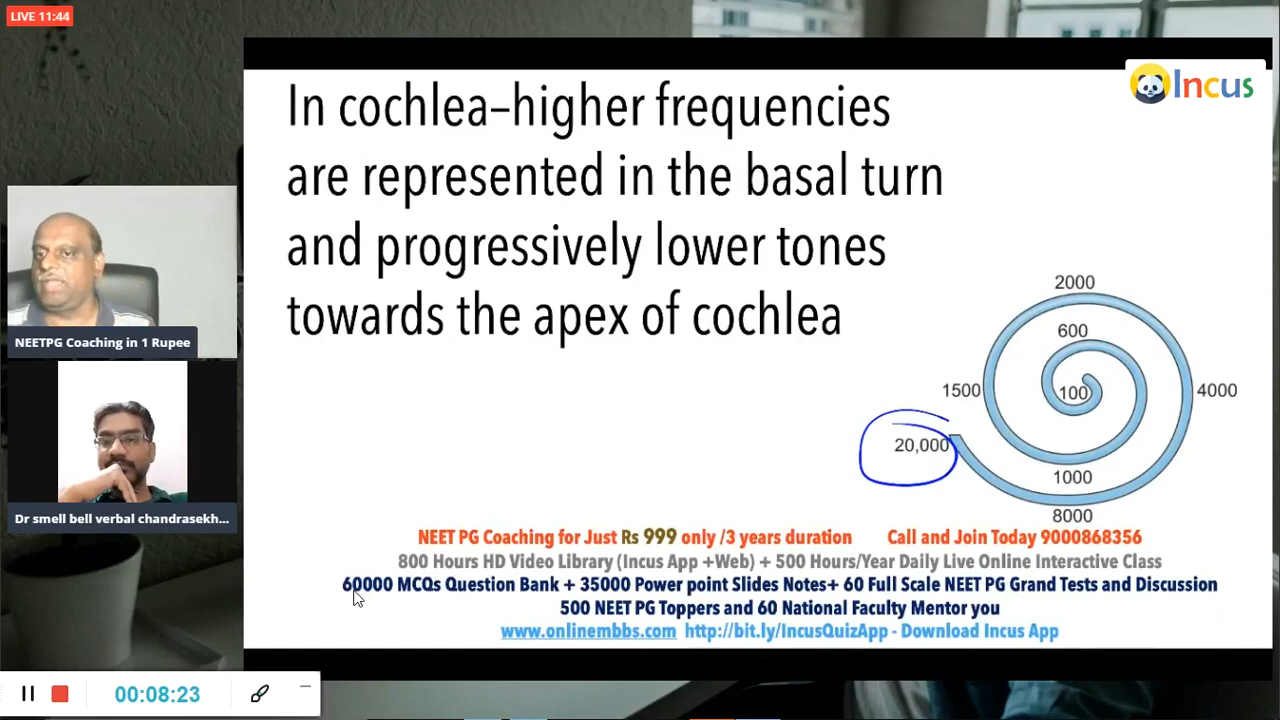 LIVE 11:44
Incus
In cochlea–higher frequencies
are represented in the basal turn
and progressively lower tones
towards the apex of cochlea
2000
600
1500
100
4000
20,000
1000
8000
NEETPG Coaching in 1 Rupee
Dr smell bell verbal chandrasekh...
NEET PG Coaching for Just Rs 999 only /3 years duration Call and Join Today 9000868356
800 Hours HD Video Library (Incus App +Web) + 500 Hours/Year Daily Live Online Interactive Class
60000 MCQs Question Bank + 35000 Power point Slides Notes+ 60 Full Scale NEET PG Grand Tests and Discussion
500 NEET PG Toppers and 60 National Faculty Mentor you
www.onlinembbs.com http://bit.ly/IncusQuizApp - Download Incus App
00:08:23